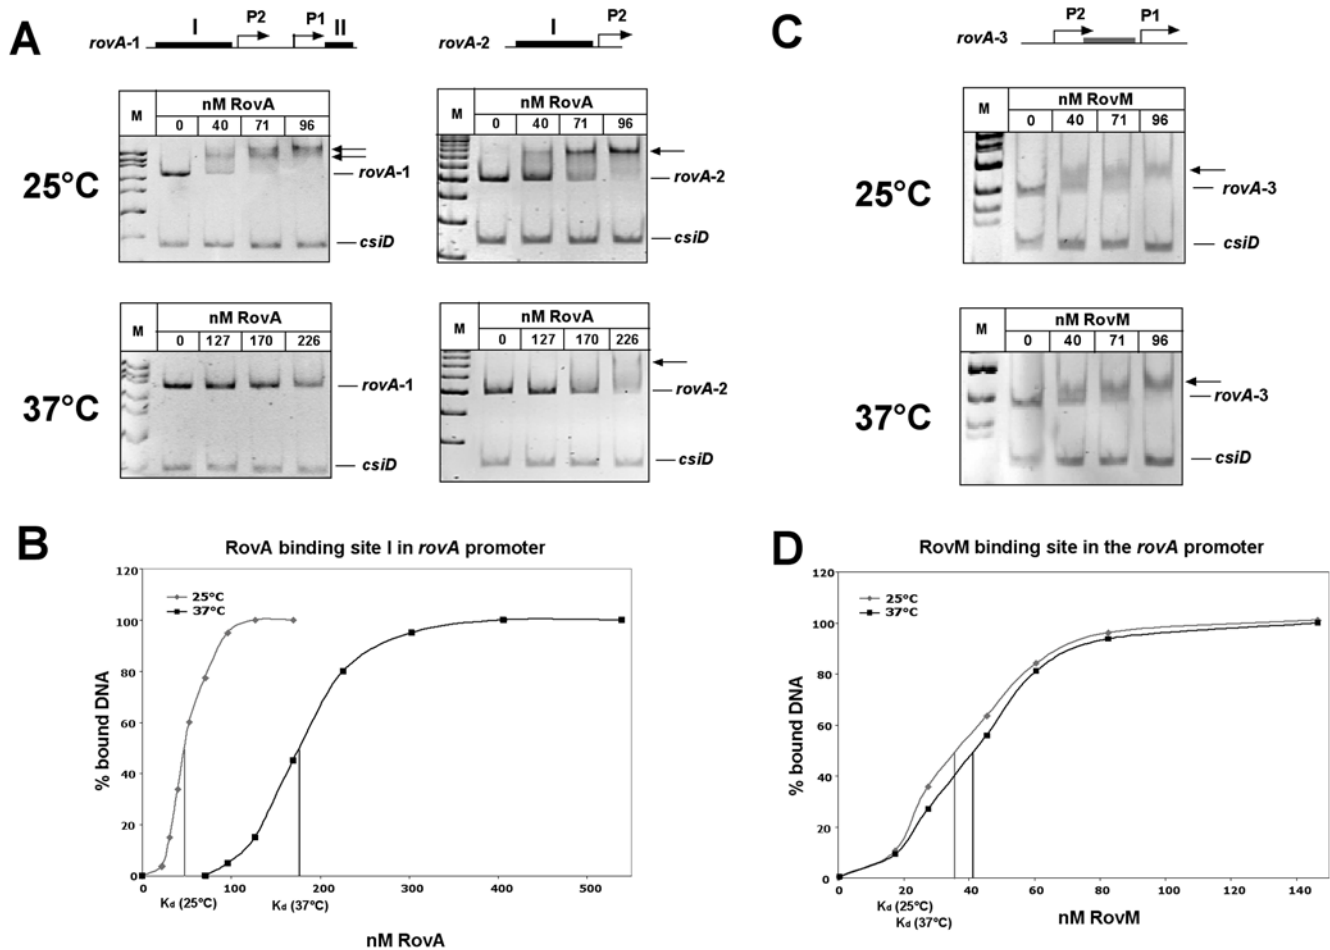 A
I
P2
P1
II
rovA-1
I
P2
rovA-2
C
P2
P1
rovA-3
25°C
M
nM RovA
0 40 71 96
rovA-1
csiD
M
nM RovA
0 40 71 96
rovA-2
csiD
25°C
M
nM RovM
0 40 71 96
rovA-3
csiD
37°C
M
nM RovA
0 127 170 226
rovA-1
csiD
M
nM RovA
0 127 170 226
rovA-2
csiD
37°C
M
nM RovM
0 40 71 96
rovA-3
csiD
B
RovA binding site I in rovA promoter
120
100
80
60
40
20
0
% bound DNA
25°C
37°C
0 100 200 300 400 500
Kd (25°C) Kd (37°C)
nM RovA
D
RovM binding site in the rovA promoter
120
100
80
60
40
20
0
% bound DNA
25°C
37°C
0 20 40 60 80 100 120 140
Kd (25°C)
Kd (37°C)
nM RovM